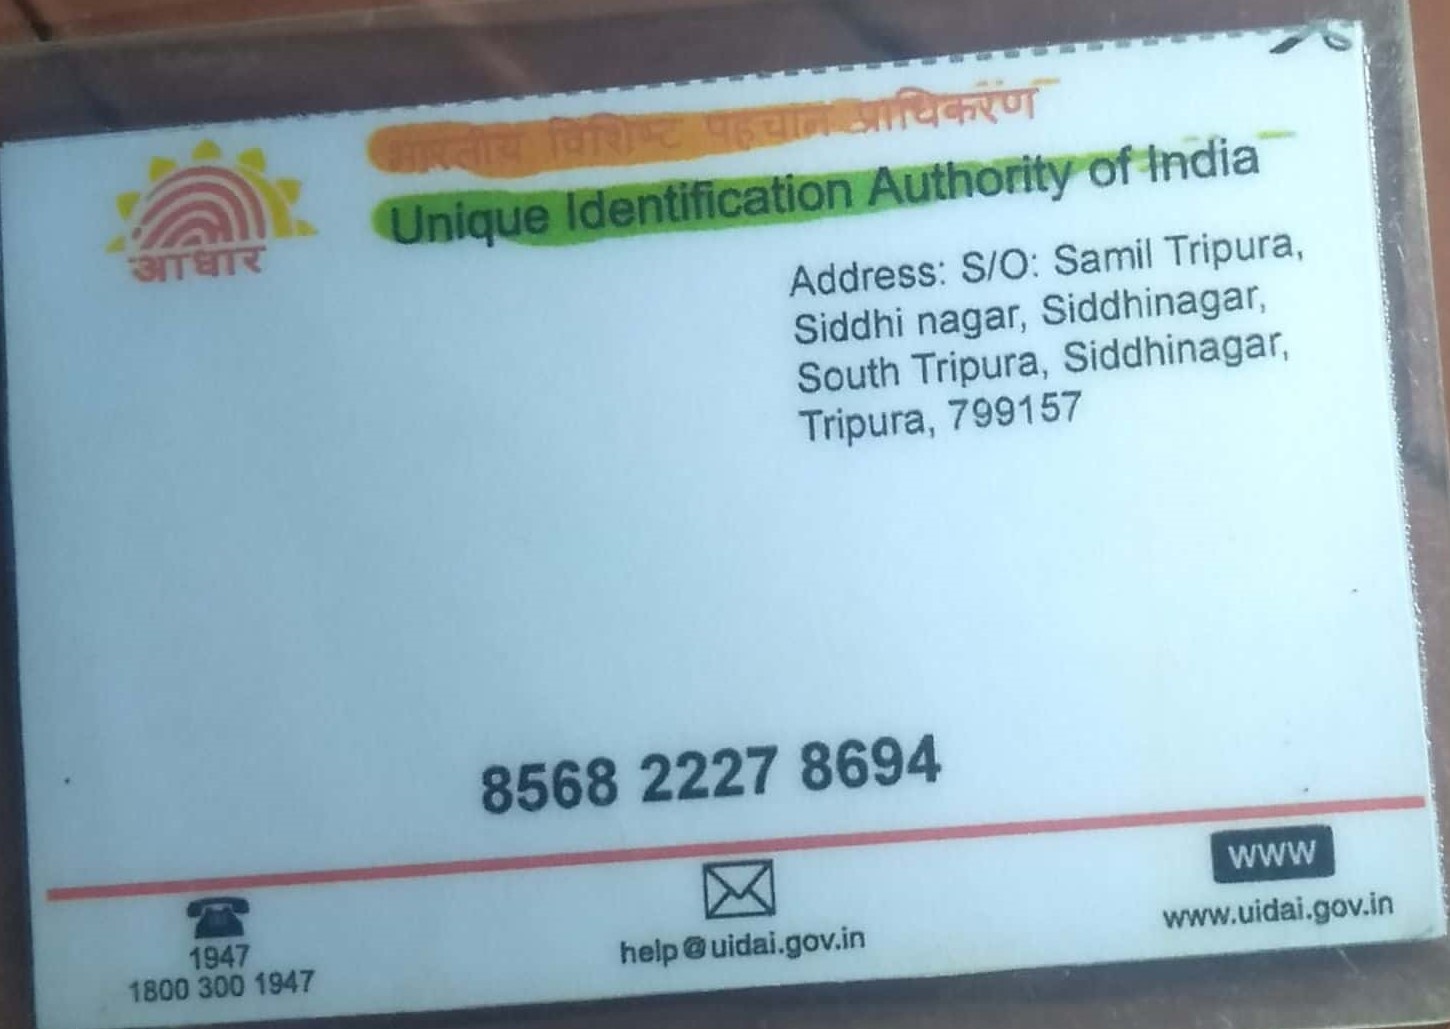 भारतीय विशिष्ट पहचान प्राधिकरण
Unique Identification Authority of India
आधार
Address: S/O: Samil Tripura,
Siddhi nagar, Siddhinagar,
South Tripura, Siddhinagar,
Tripura, 799157
8568 2227 8694
1947
1800 300 1947
help@uidai.gov.in
www
www.uidai.gov.in